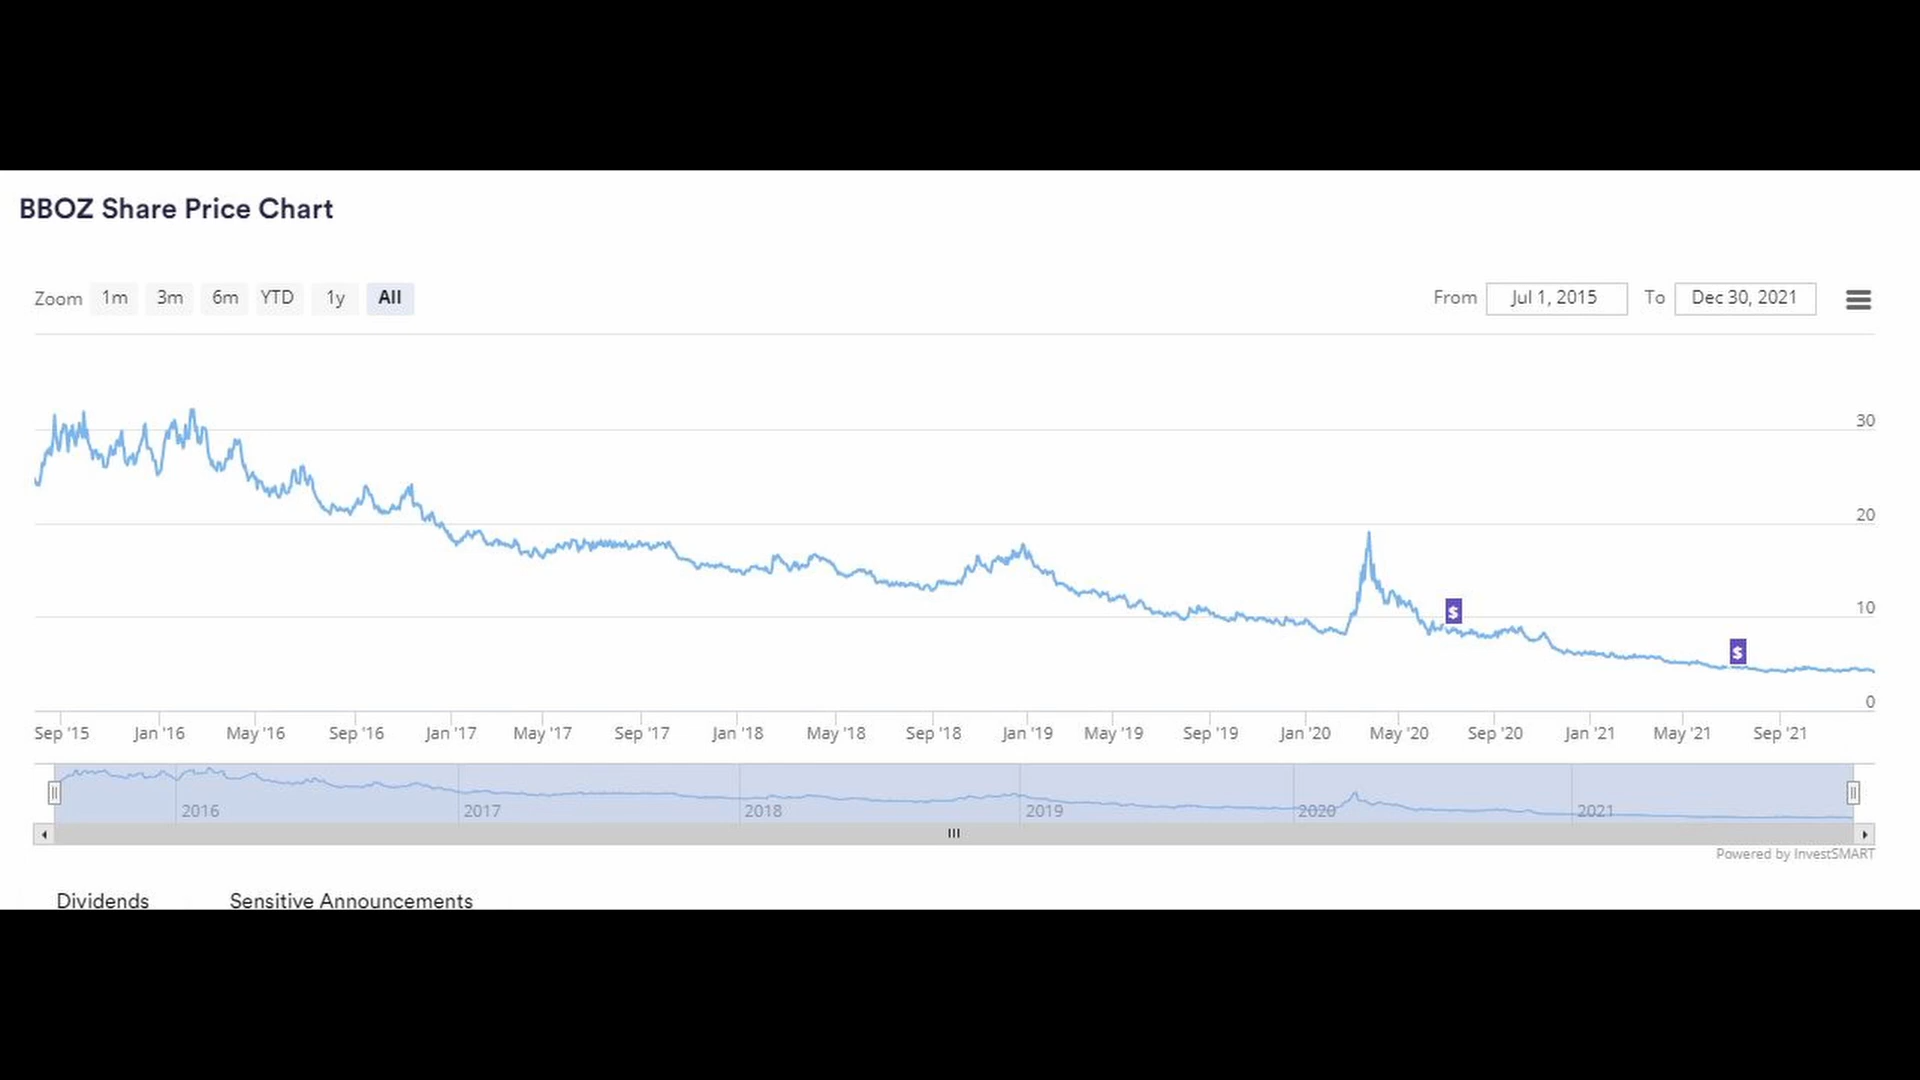 BBOZ Share Price Chart
Zoom 1m 3m 6m YTD 1y All From Jul 1, 2015 To Dec 30, 2021
30
20
$
10
$
0
Sep '15 Jan '16 May '16 Sep '16 Jan '17 May '17 Sep '17 Jan '18 May '18 Sep '18 Jan '19 May '19 Sep '19 Jan '20 May '20 Sep '20 Jan '21 May '21 Sep '21
2016 2017 2018 2019 2020 2021
Powered by InvestSMART
Dividends Sensitive Announcements